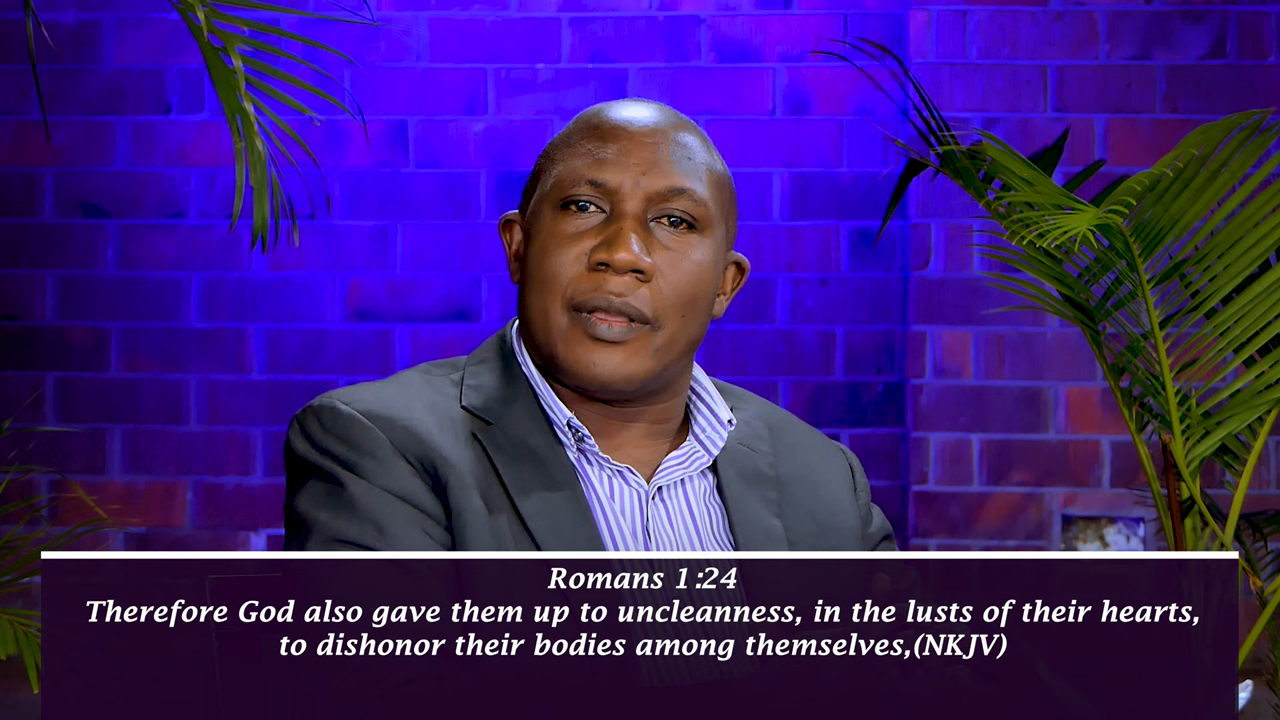 Romans 1:24
Therefore God also gave them up to uncleanness, in the lusts of their hearts,
to dishonor their bodies among themselves,(NKJV)